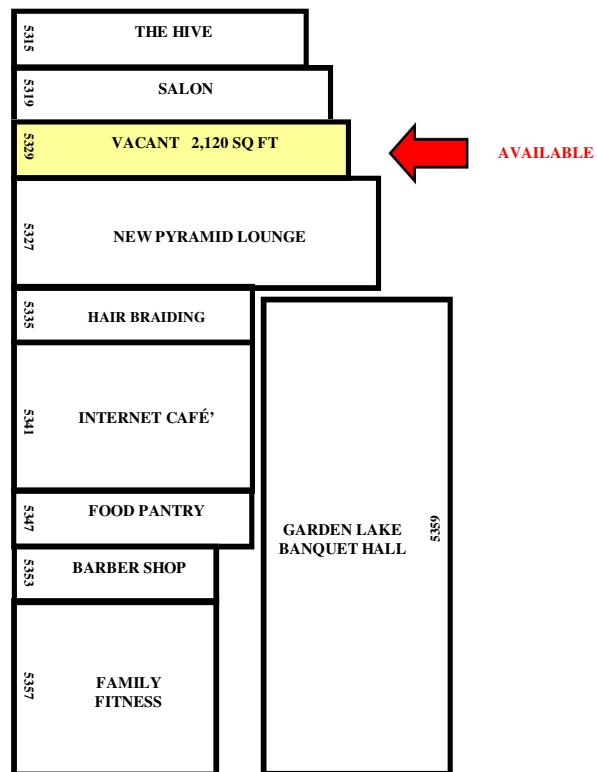 5315
THE HIVE
5319
SALON
5329
VACANT 2,120 SQ FT
AVAILABLE
5327
NEW PYRAMID LOUNGE
5335
HAIR BRAIDING
5341
INTERNET CAFÉ’
5347
FOOD PANTRY
GARDEN LAKE
BANQUET HALL
5359
5353
BARBER SHOP
5357
FAMILY
FITNESS